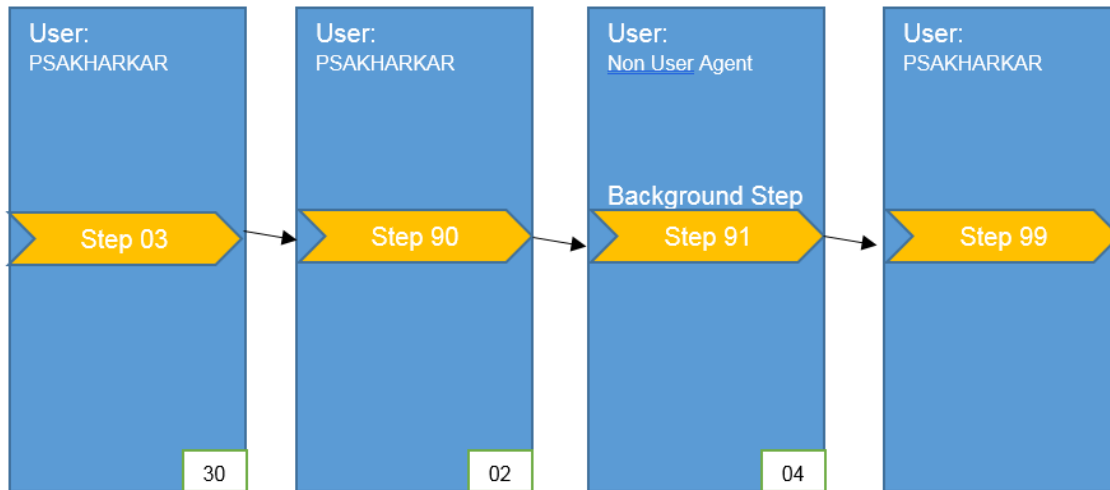 User:
PSAKHARKAR
Step 03
30
User:
PSAKHARKAR
Step 90
02
User:
Non User Agent
Background Step
Step 91
04
User:
PSAKHARKAR
Step 99